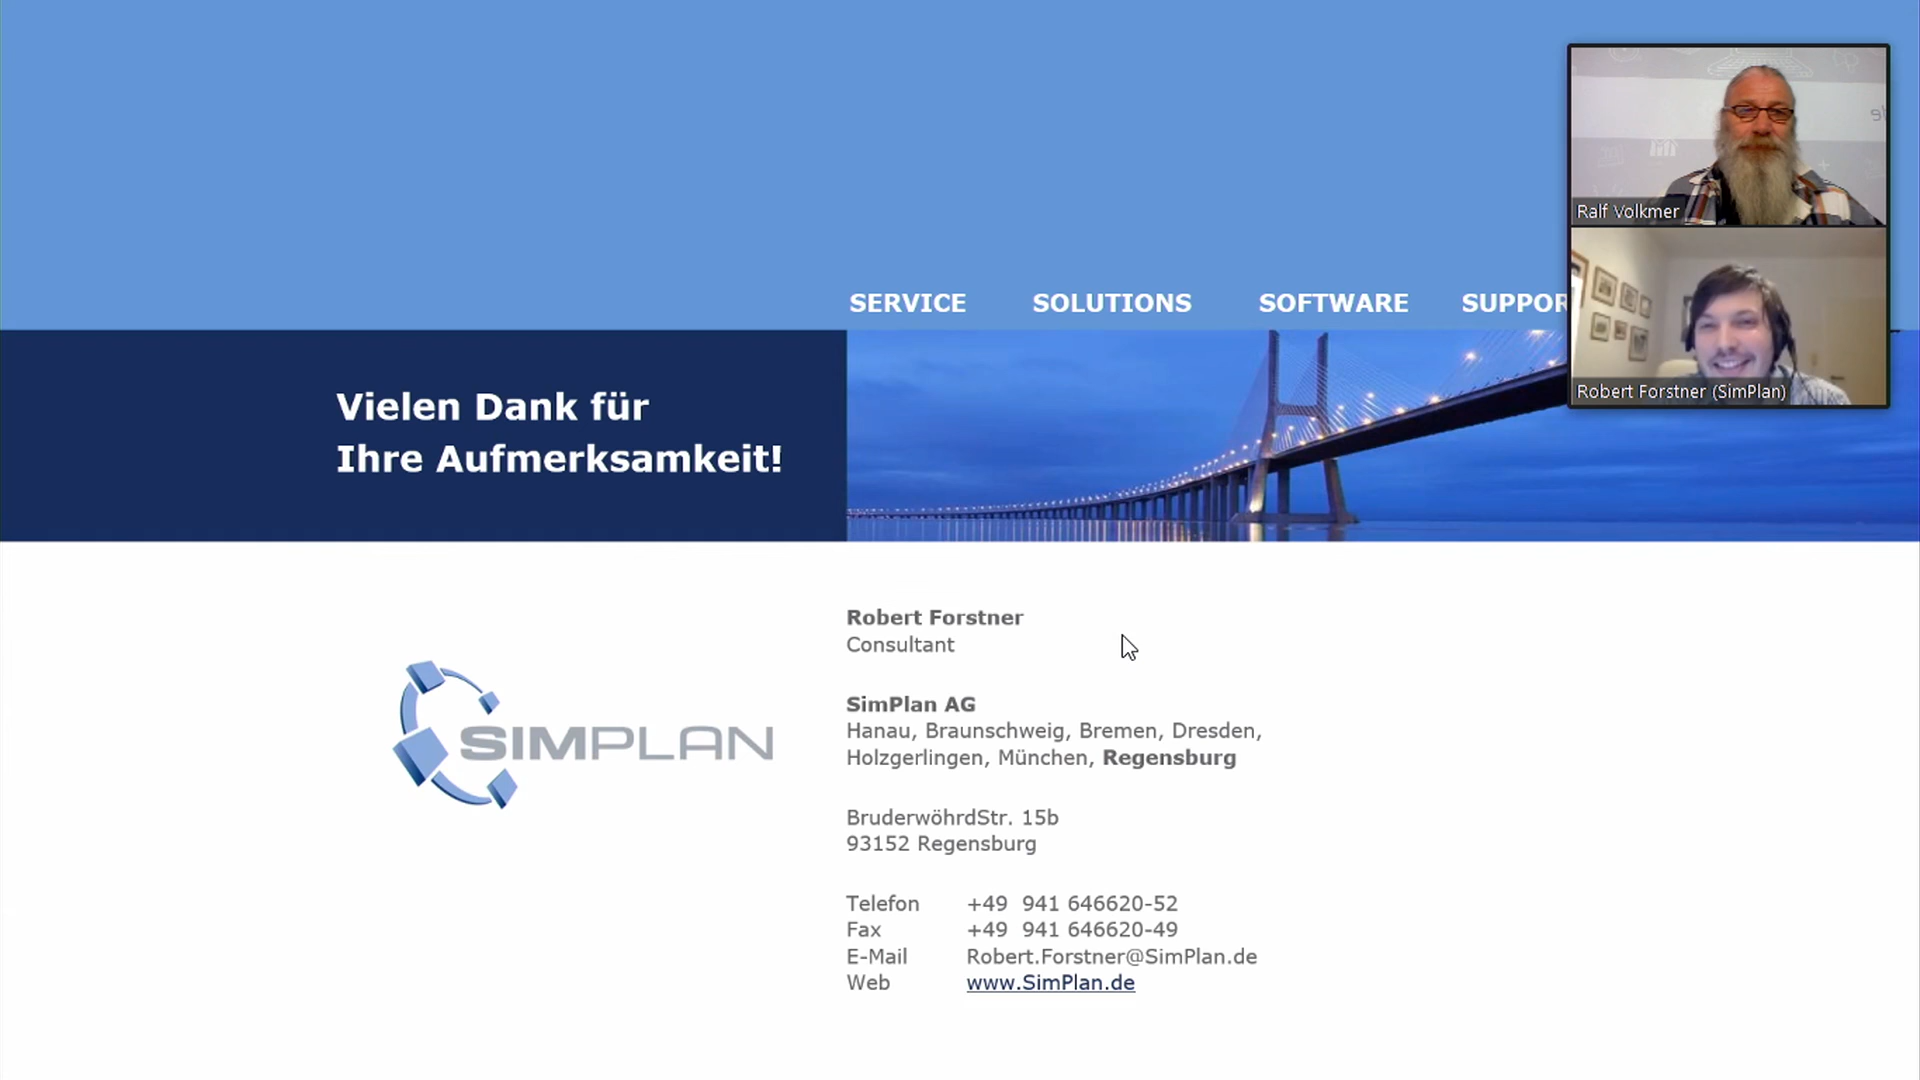 SERVICE SOLUTIONS SOFTWARE SUPPOR
Vielen Dank für
Ihre Aufmerksamkeit!
Ralf Volkmer
Robert Forstner (SimPlan)
SIMPLAN
Robert Forstner
Consultant
SimPlan AG
Hanau, Braunschweig, Bremen, Dresden,
Holzgerlingen, München, Regensburg
BruderwöhrdStr. 15b
93152 Regensburg
Telefon +49 941 646620-52
Fax +49 941 646620-49
E-Mail Robert.Forstner@SimPlan.de
Web www.SimPlan.de